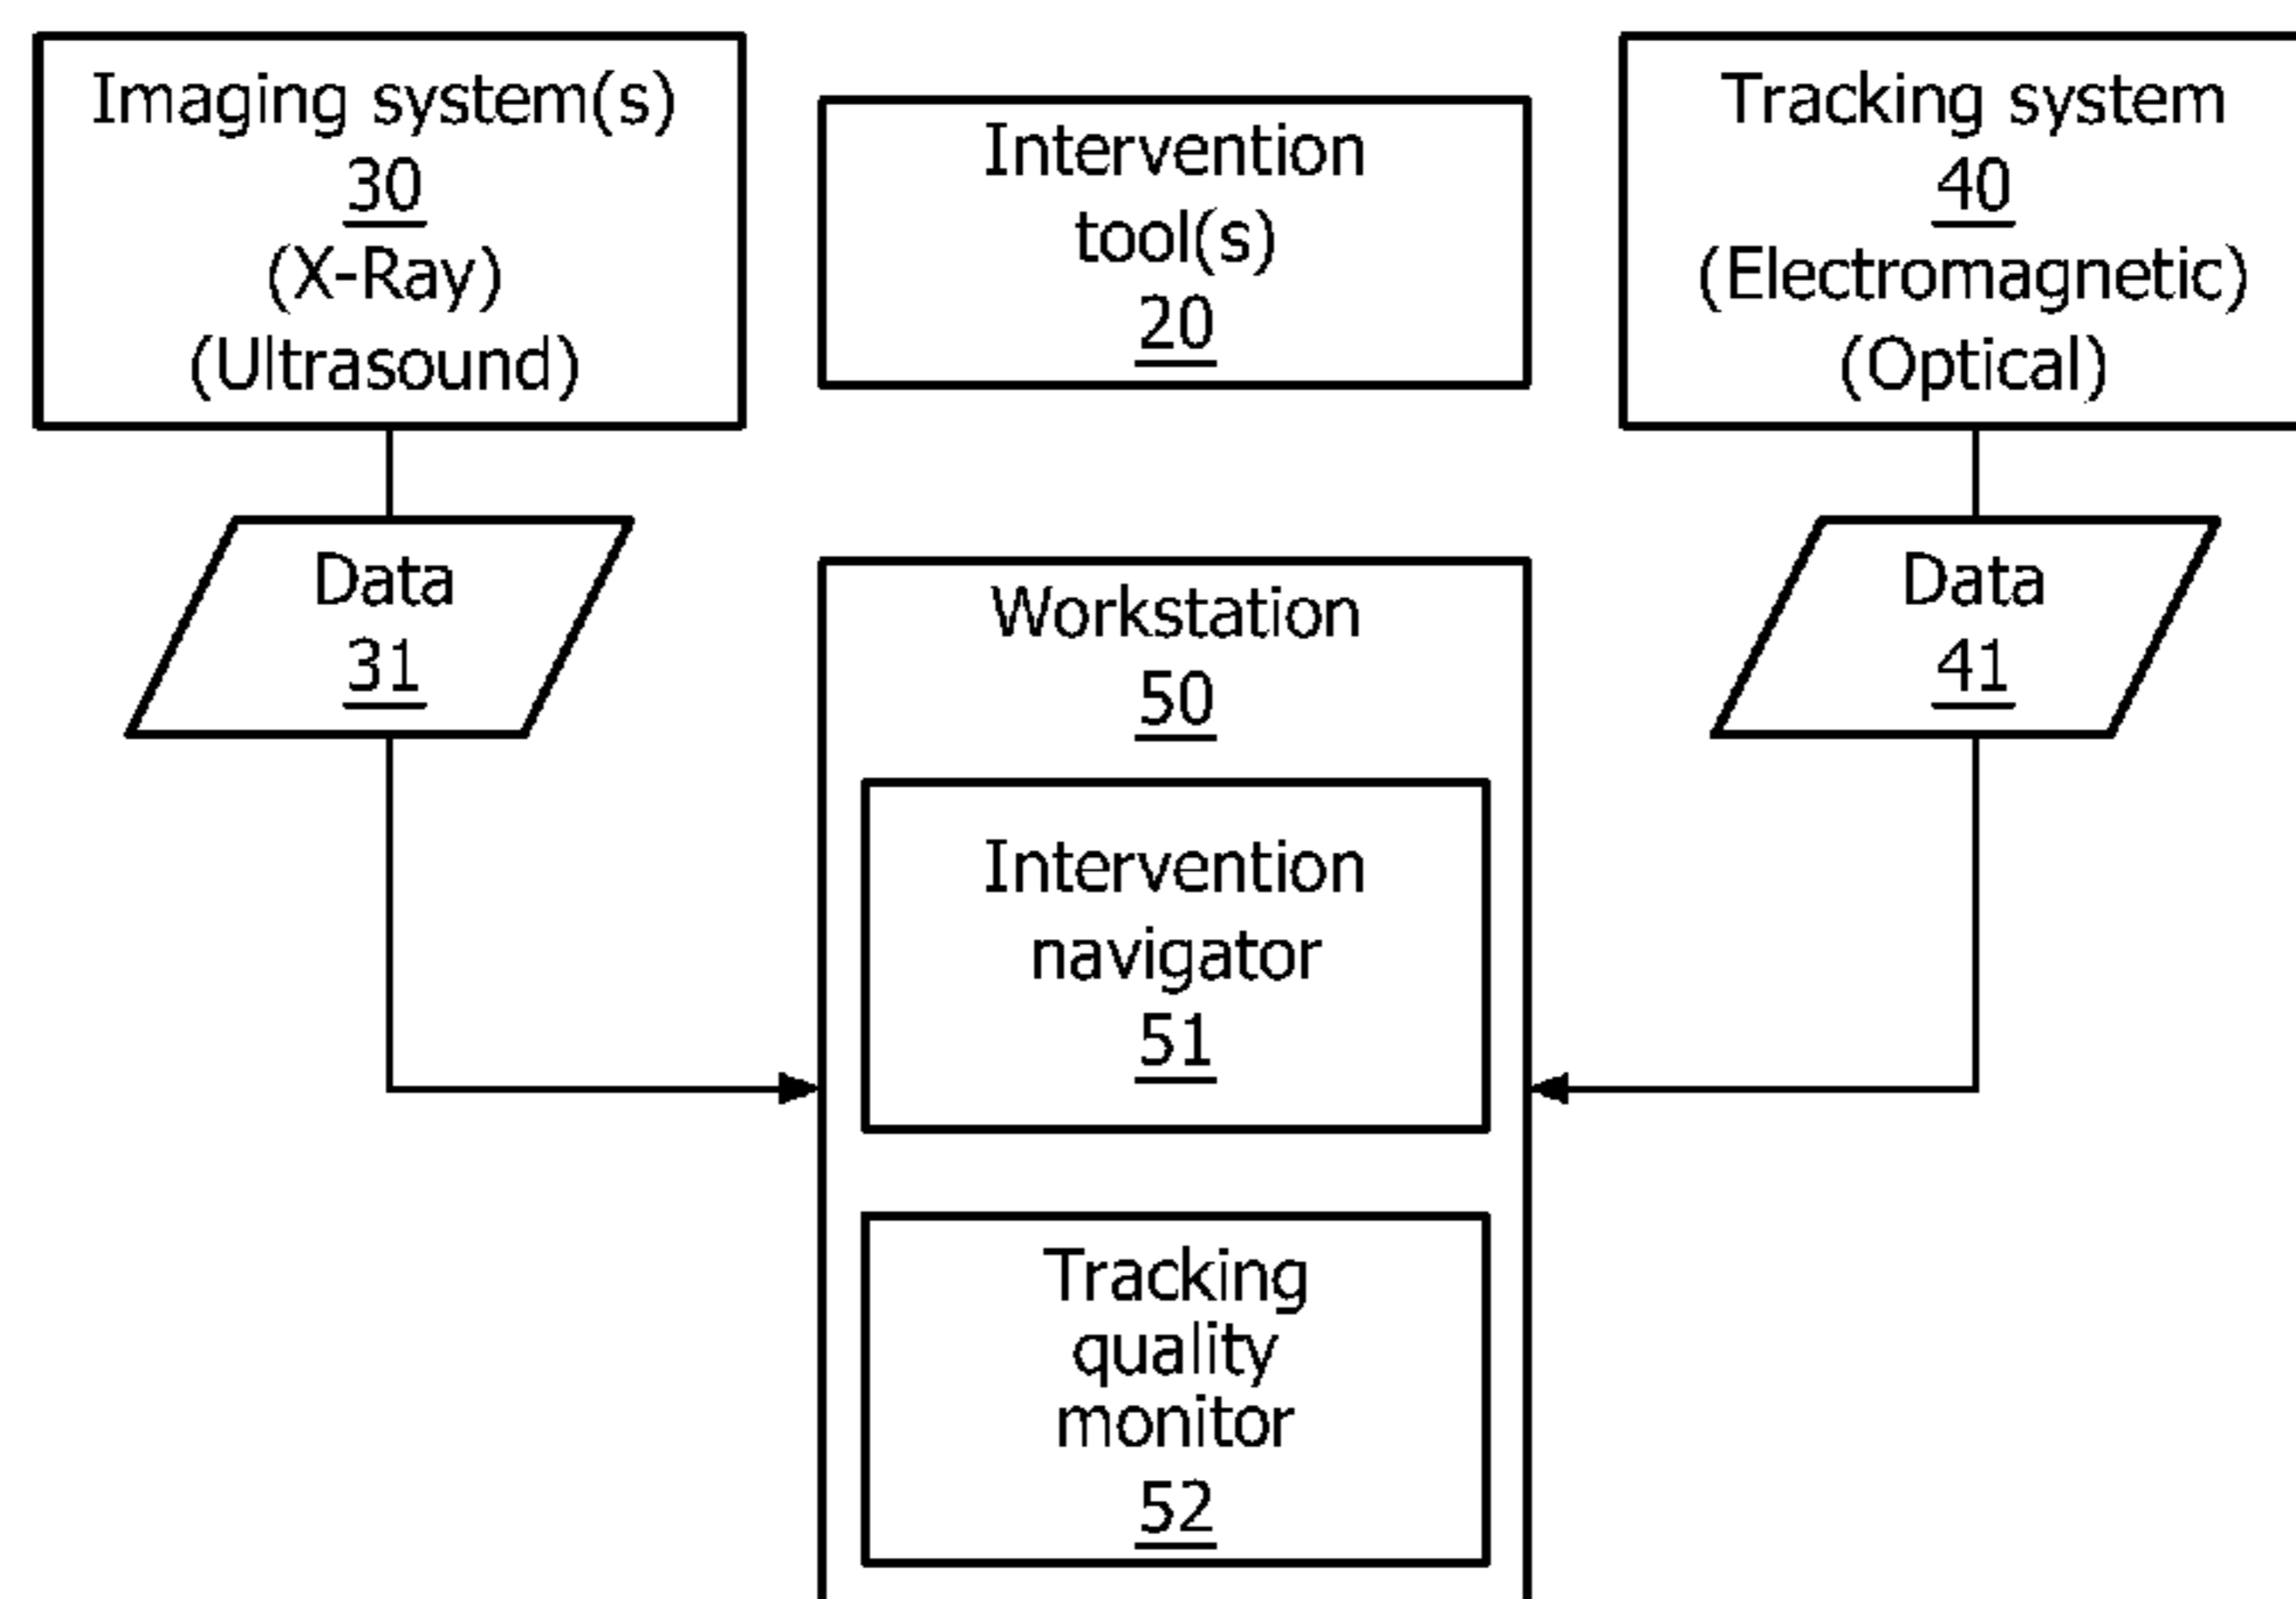 Imaging system(s)
30
(X-Ray)
(Ultrasound)
Intervention
tool(s)
20
Tracking system
40
(Electromagnetic)
(Optical)
Data
31
Data
41
Workstation
50
Intervention
navigator
51
Tracking
quality
monitor
52